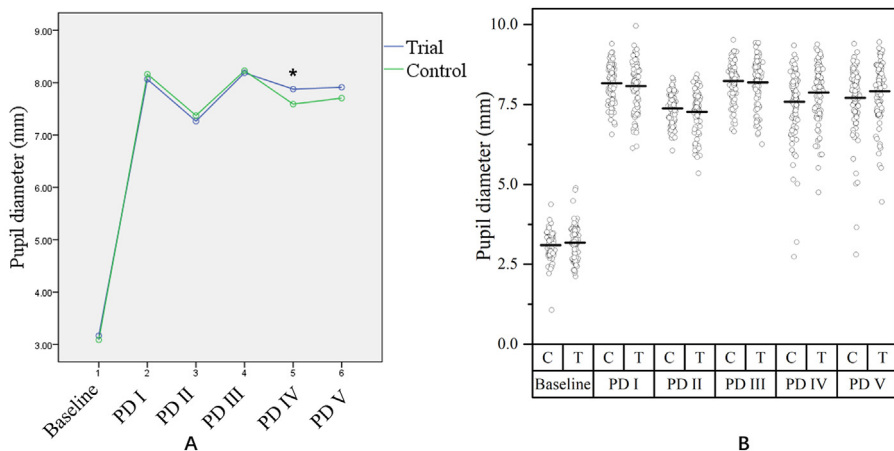 9.00
8.00
7.00
6.00
5.00
4.00
3.00
Pupil diameter (mm)
*
Trial
Control
1 2 3 4 5 6
Baseline PD I PD II PD III PD IV PD V
A
10.0
7.5
5.0
2.5
0.0
Pupil diameter (mm)
C T C T C T C T C T C T
Baseline PD I PD II PD III PD IV PD V
B